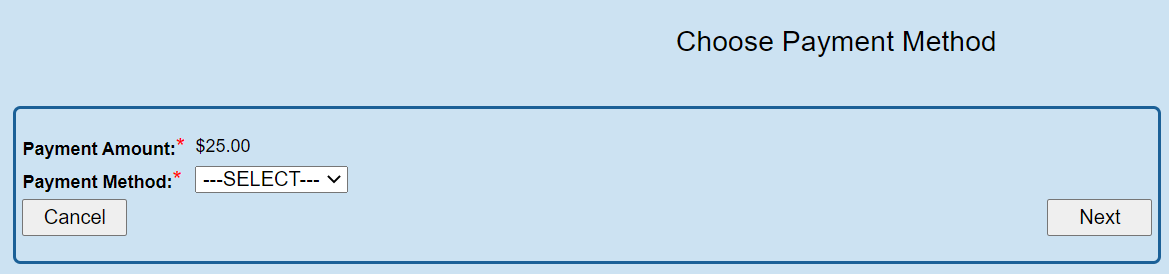 Choose Payment Method
Payment Amount:* $25.00
Payment Method:* ---SELECT---
Cancel Next